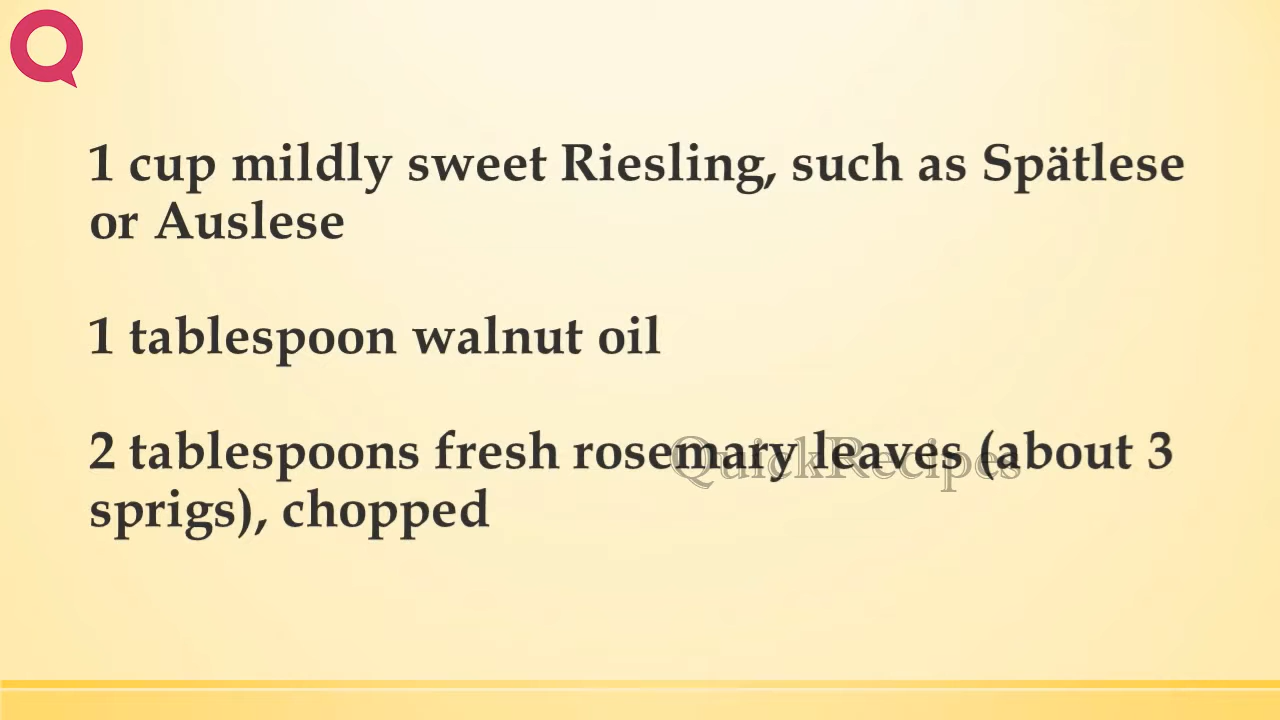 1 cup mildly sweet Riesling, such as Spätlese
or Auslese
1 tablespoon walnut oil
2 tablespoons fresh rosemary leaves (about 3
sprigs), chopped
QuickRecipes